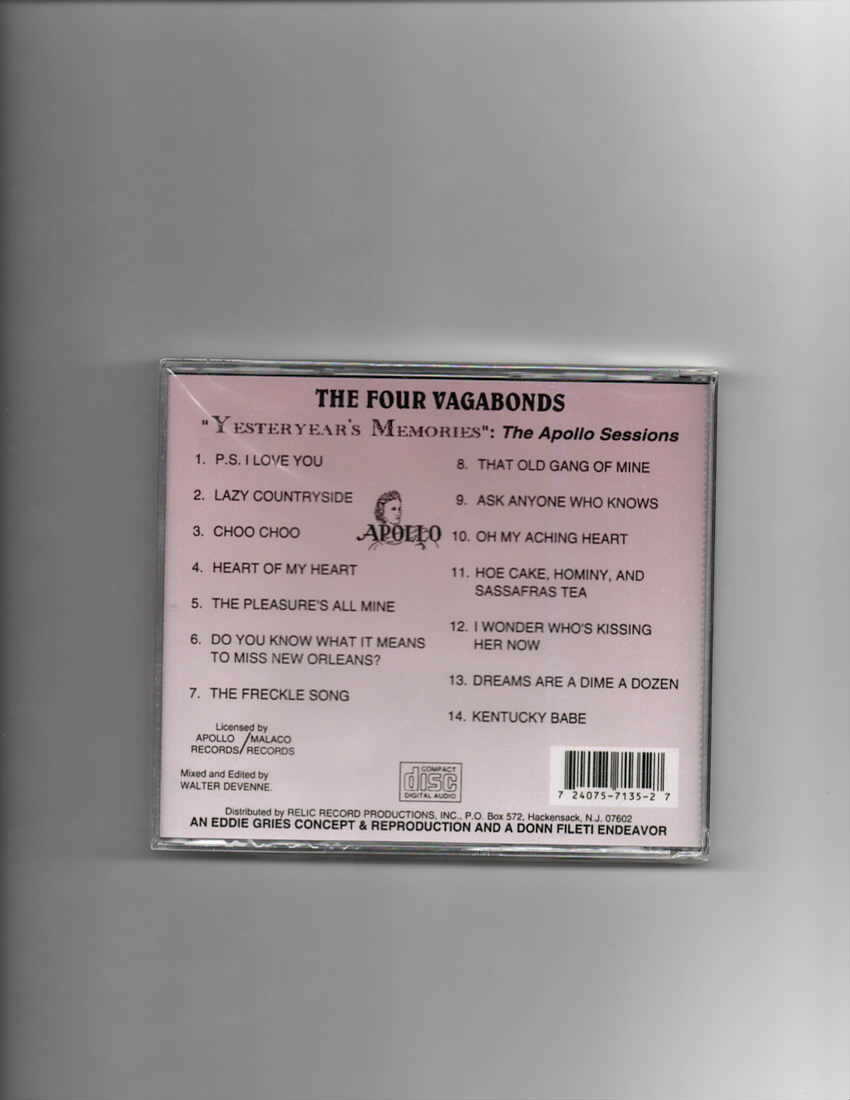 THE FOUR VAGABONDS
"YESTERYEAR'S MEMORIES": The Apollo Sessions
1. P.S. I LOVE YOU
2. LAZY COUNTRYSIDE
3. CHOO CHOO
4. HEART OF MY HEART
5. THE PLEASURE'S ALL MINE
6. DO YOU KNOW WHAT IT MEANS
TO MISS NEW ORLEANS?
7. THE FRECKLE SONG
APOLLO
8. THAT OLD GANG OF MINE
9. ASK ANYONE WHO KNOWS
10. OH MY ACHING HEART
11. HOE CAKE, HOMINY, AND
SASSAFRAS TEA
12. I WONDER WHO'S KISSING
HER NOW
13. DREAMS ARE A DIME A DOZEN
14. KENTUCKY BABE
Licensed by
APOLLO / MALACO
RECORDS / RECORDS
Mixed and Edited by
WALTER DEVENNE.
COMPACT
disc
DIGITAL AUDIO
7 24075-7135-2 7
Distributed by RELIC RECORD PRODUCTIONS, INC., P.O. Box 572, Hackensack, N.J. 07602
AN EDDIE GRIES CONCEPT & REPRODUCTION AND A DONN FILETI ENDEAVOR